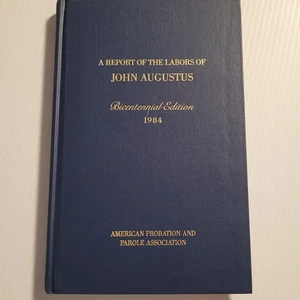 A REPORT OF THE LABORS OF
JOHN AUGUSTUS
Bicentennial Edition
1984
AMERICAN PROBATION AND
PAROLE ASSOCIATION